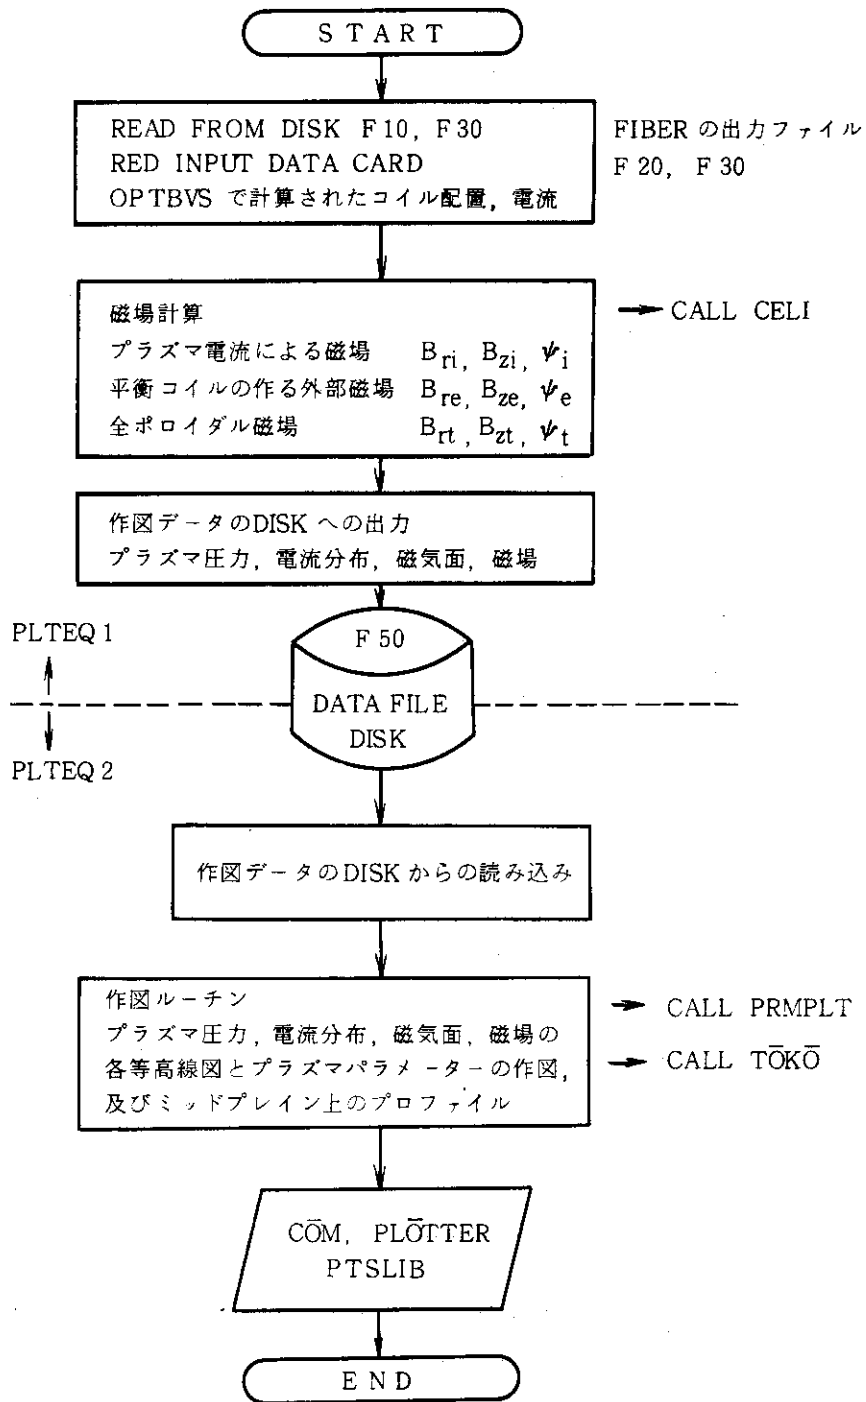 START
READ FROM DISK F10, F30
RED INPUT DATA CARD
OPTBVS で計算されたコイル配置, 電流
FIBER の出力ファイル
F 20, F 30
磁場計算
プラズマ電流による磁場 Bri, Bzi, ψi
平衡コイルの作る外部磁場 Bre, Bze, ψe
全ポロイダル磁場 Brt, Bzt, ψt
→ CALL CELI
作図データのDISK への出力
プラズマ圧力, 電流分布, 磁気面, 磁場
PLTEQ 1
F 50
DATA FILE
DISK
PLTEQ 2
作図データのDISK からの読み込み
作図ルーチン
プラズマ圧力, 電流分布, 磁気面, 磁場の
各等高線図とプラズマパラメーターの作図,
及びミッドプレイン上のプロファイル
→ CALL PRMPLT
→ CALL TŌKŌ
CŌM, PLŌTTER
PTSLIB
END